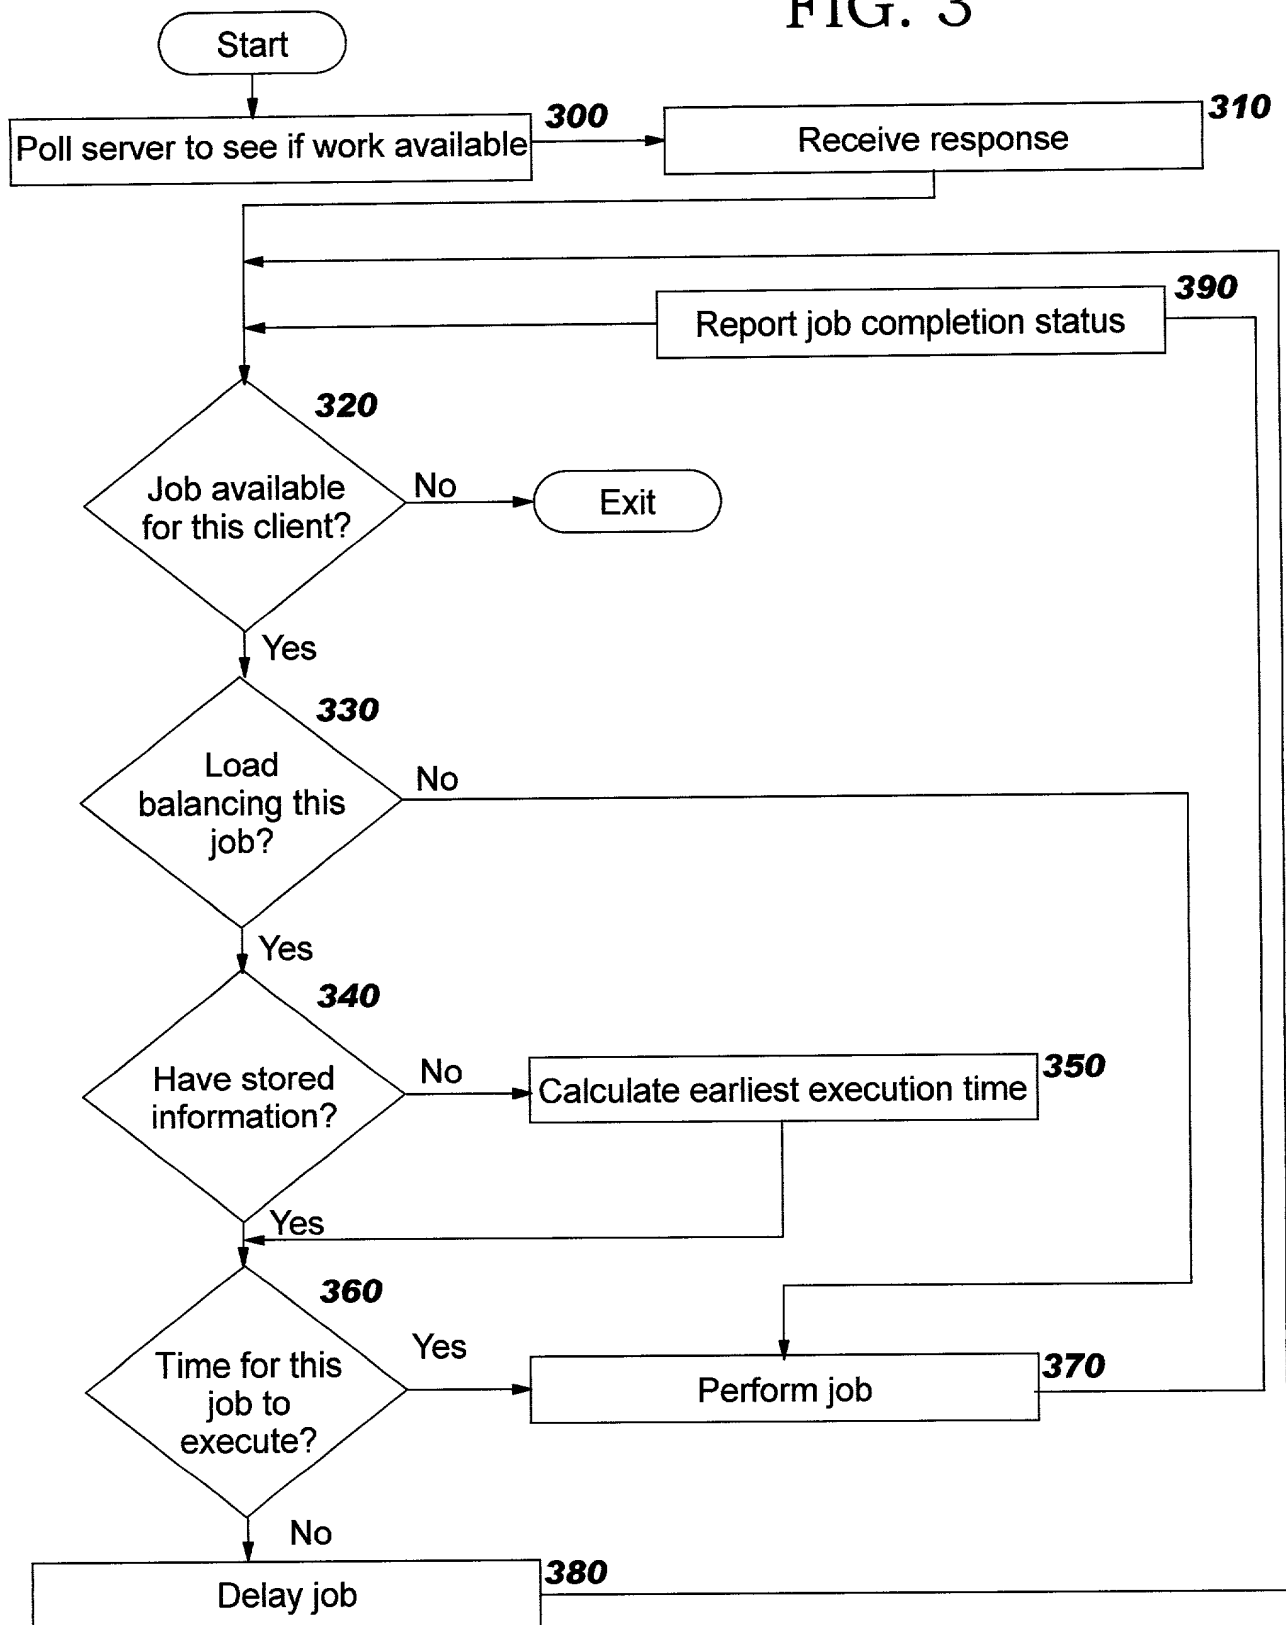 FIG. 3
Start
Poll server to see if work available
300
Receive response
310
Report job completion status
390
320
Job available
for this client?
No
Exit
Yes
330
Load
balancing this
job?
No
Yes
340
Have stored
information?
No
Calculate earliest execution time
350
Yes
360
Time for this
job to
execute?
Yes
Perform job
370
No
Delay job
380